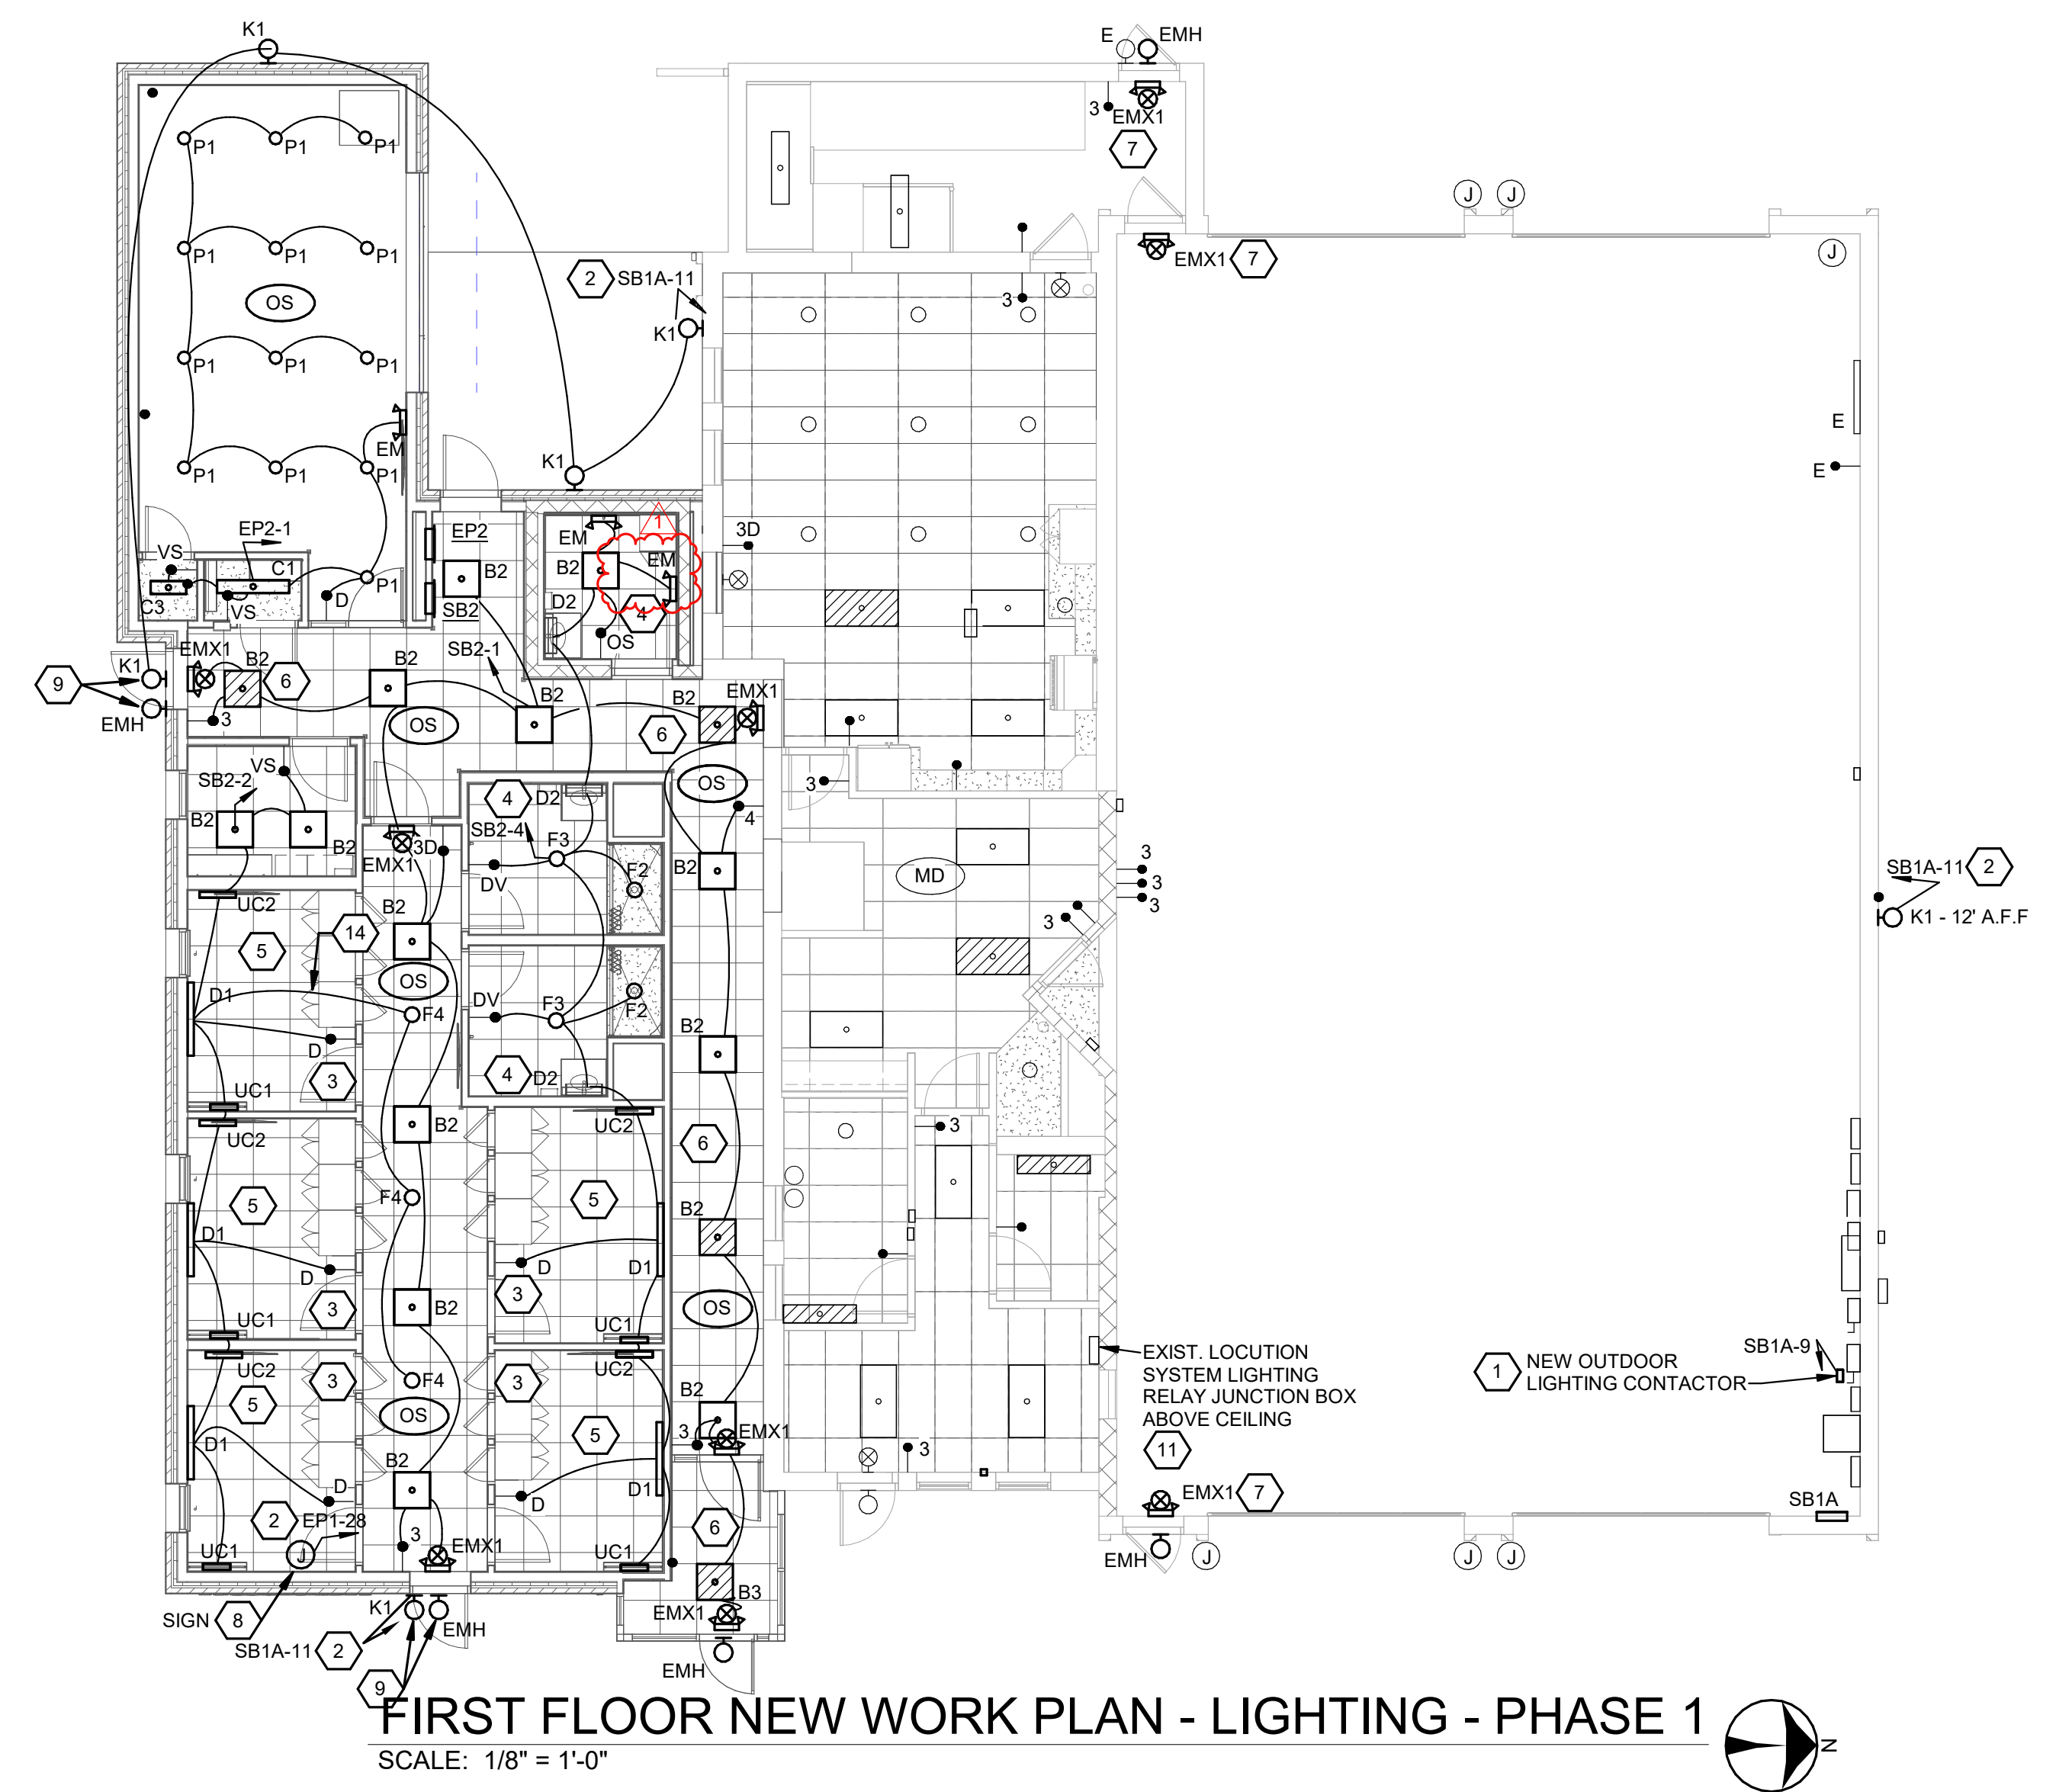 K1
E
EMH
3
EMX1
7
P1 P1 P1
J J
P1 P1 P1
EMX1 7
J
2 SB1A-11
OS
3
K1
P1 P1 P1
EM
E
K1
E
P1 P1 P1
EP2-1
EP2
1
3D
VS
EM
EM
C1
B2
B2
P1
C3
VS
D
SB2
D2
4
OS
EMX1
B2
B2
SB2-1
K1
6
B2
B2
EMX1
9
EMH
3
OS
6
VS
SB2-2
OS
3
4
D2
4
B2
B2
SB2-4
F3
3D
EMX1
F2
B2
MD
3
3
3
3
SB1A-11 2
K1 - 12' A.F.F
DV
UC2
B2
14
5
OS
D1
F4
DV
F3
F2
B2
D
3
4
D2
UC1
UC2
B2
UC2
3
6
5
F4
5
D1
B2
D
D
D1
3
B2
3
OS
UC1
UC1
UC2
UC2
EXIST. LOCUTION
SYSTEM LIGHTING
RELAY JUNCTION BOX
ABOVE CEILING
11
SB1A-9
1
NEW OUTDOOR
LIGHTING CONTACTOR
3
F4
3
5
OS
B2
5
D1
3
EMX1
3
B2
D
D
D1
EMX1 7
SB1A
2
EP1-28
J
3
EMX1
6
UC1
UC1
EMH
J
J J
SIGN 8
K1
EMH
B3
EMX1
SB1A-11 2
EMH
9
FIRST FLOOR NEW WORK PLAN - LIGHTING - PHASE 1
N
SCALE: 1/8" = 1'-0"